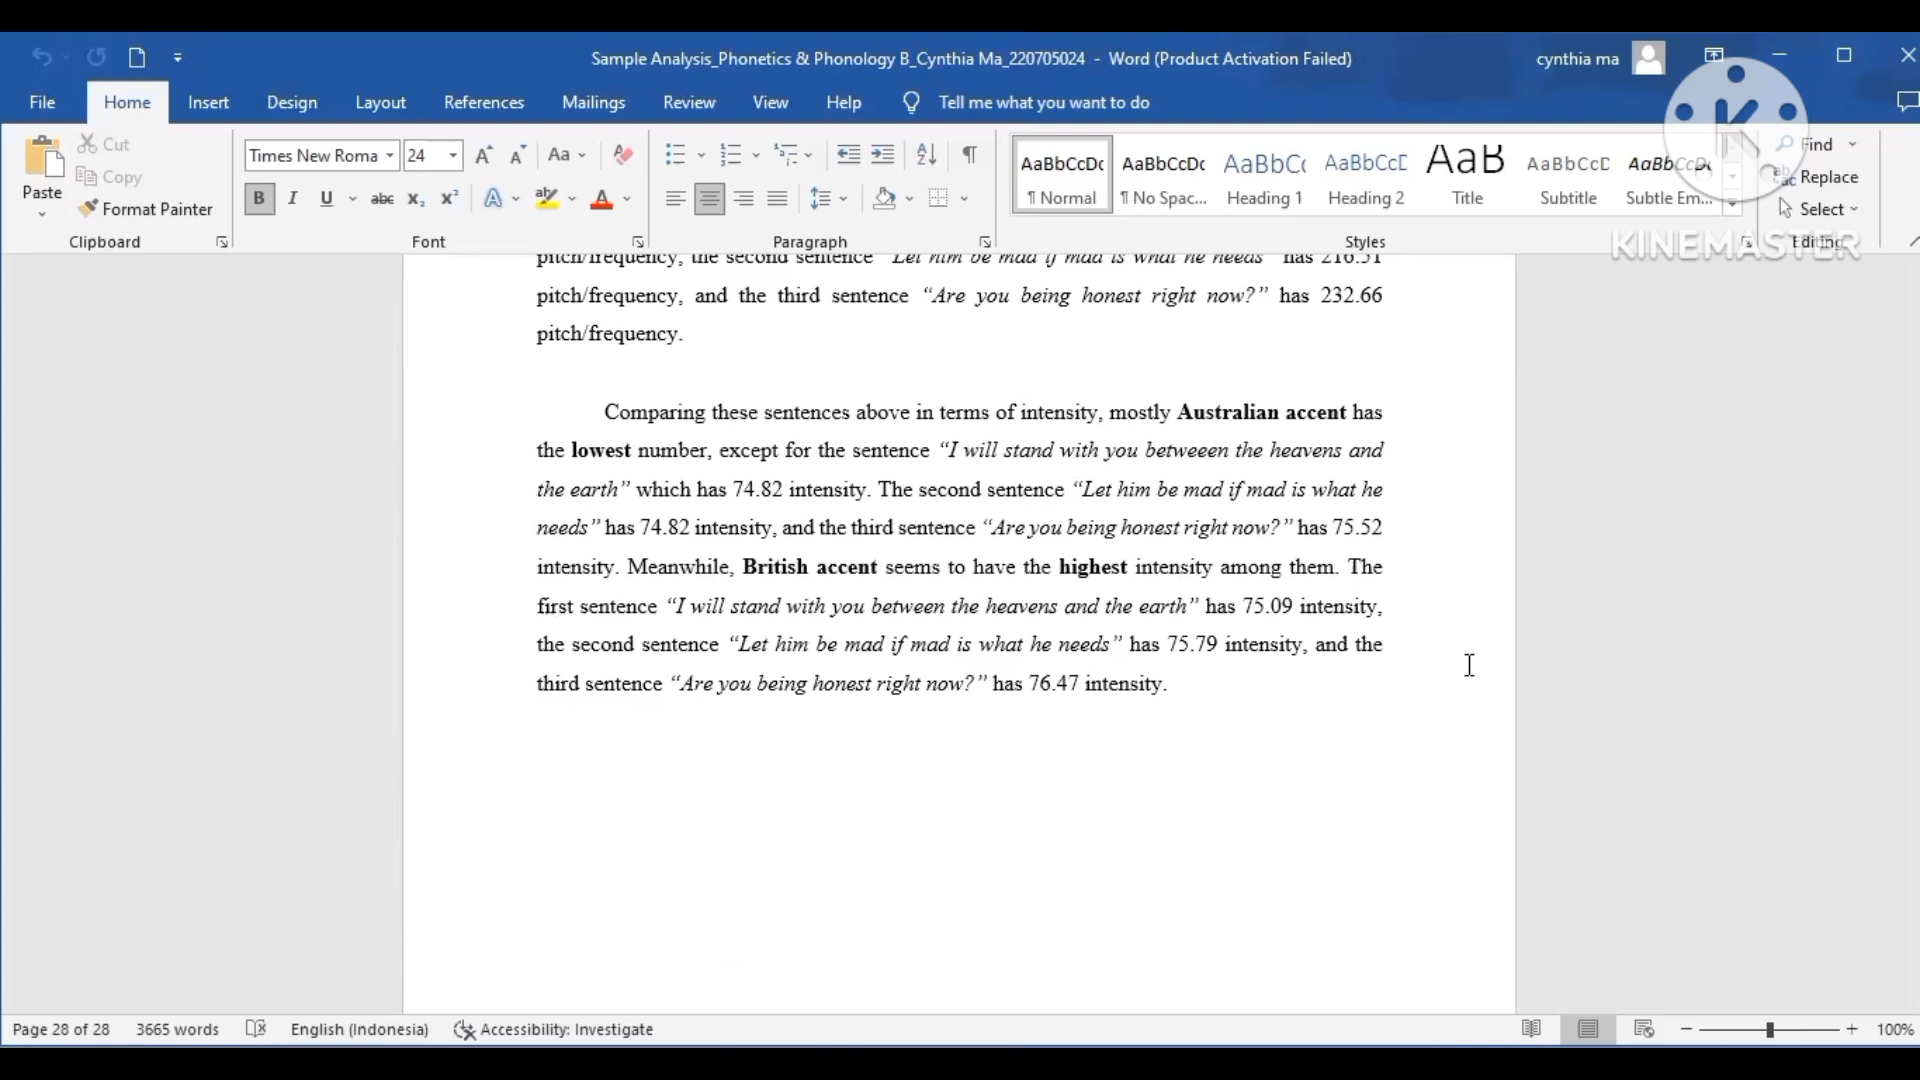 Sample Analysis_Phonetics & Phonology B_Cynthia Ma_220705024 - Word (Product Activation Failed)
cynthia ma
File Home Insert Design Layout References Mailings Review View Help Tell me what you want to do
Paste
Cut
Copy
Format Painter
Clipboard
Times New Roma 24
Font
Paragraph
AaBbCcDc AaBbCcDc AaBbC( AaBbCcD AaB AaBbCcD AaBbCcDc
¶ Normal ¶ No Spac... Heading 1 Heading 2 Title Subtitle Subtle Em...
Styles
Find
Replace
Select
Editing
KINEMASTER
pitch/frequency, the second sentence “Let him be mad if mad is what he needs” has 216.51
pitch/frequency, and the third sentence “Are you being honest right now?” has 232.66
pitch/frequency.
Comparing these sentences above in terms of intensity, mostly Australian accent has
the lowest number, except for the sentence “I will stand with you betweeen the heavens and
the earth” which has 74.82 intensity. The second sentence “Let him be mad if mad is what he
needs” has 74.82 intensity, and the third sentence “Are you being honest right now?” has 75.52
intensity. Meanwhile, British accent seems to have the highest intensity among them. The
first sentence “I will stand with you between the heavens and the earth” has 75.09 intensity,
the second sentence “Let him be mad if mad is what he needs” has 75.79 intensity, and the
third sentence “Are you being honest right now?” has 76.47 intensity.
Page 28 of 28 3665 words English (Indonesia) Accessibility: Investigate 100%